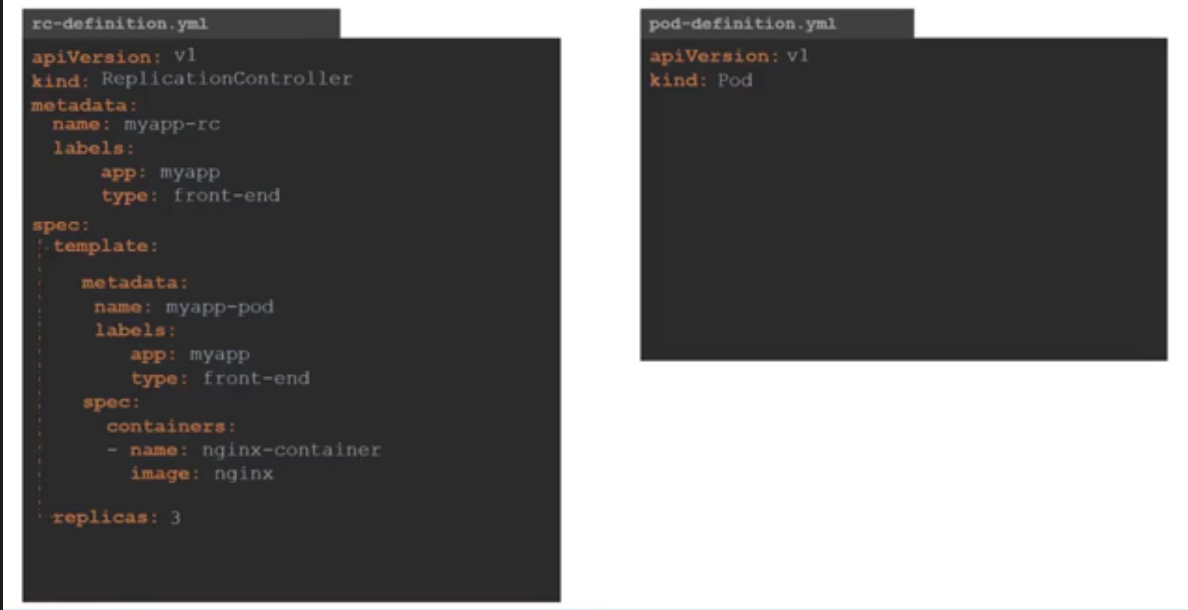 rc-definition.yml
apiVersion: v1
kind: ReplicationController
metadata:
name: myapp-rc
labels:
app: myapp
type: front-end
spec:
template:
metadata:
name: myapp-pod
labels:
app: myapp
type: front-end
spec:
containers:
- name: nginx-container
image: nginx
replicas: 3
pod-definition.yml
apiVersion: v1
kind: Pod